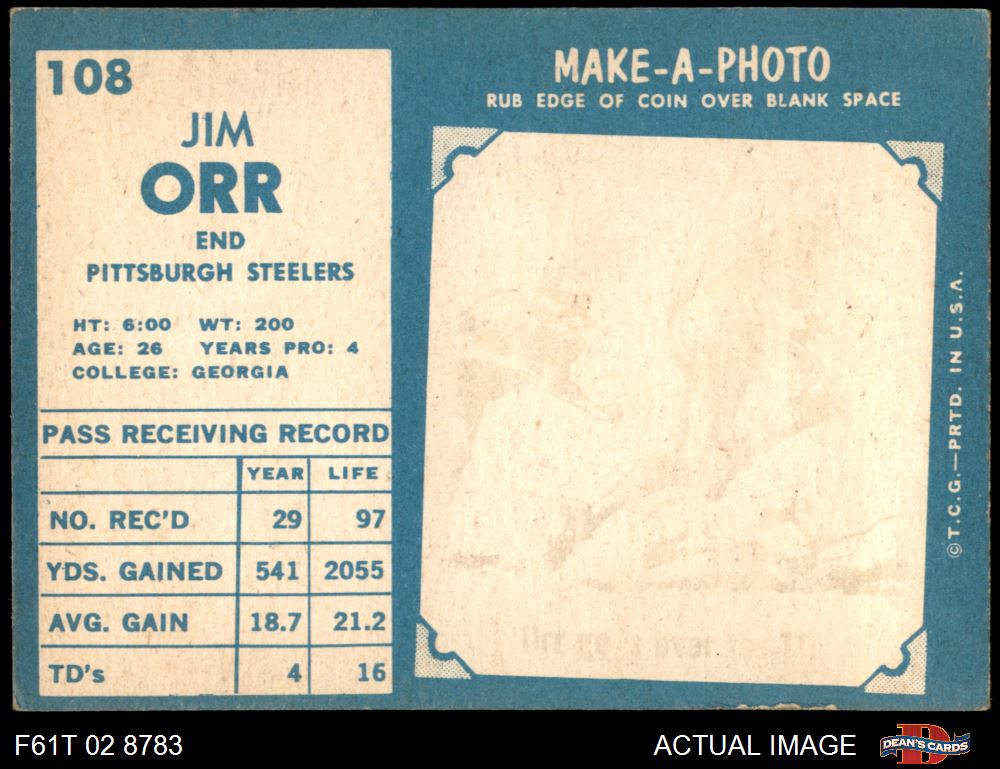 108
JIM
ORR
END
PITTSBURGH STEELERS
HT: 6:00 WT: 200
AGE: 26 YEARS PRO: 4
COLLEGE: GEORGIA
PASS RECEIVING RECORD
YEAR LIFE
NO. REC'D 29 97
YDS. GAINED 541 2055
AVG. GAIN 18.7 21.2
TD's 4 16
MAKE-A-PHOTO
RUB EDGE OF COIN OVER BLANK SPACE
©T.C.G.—PRTD. IN U.S.A.
F61T 02 8783
ACTUAL IMAGE
DEAN'S CARDS